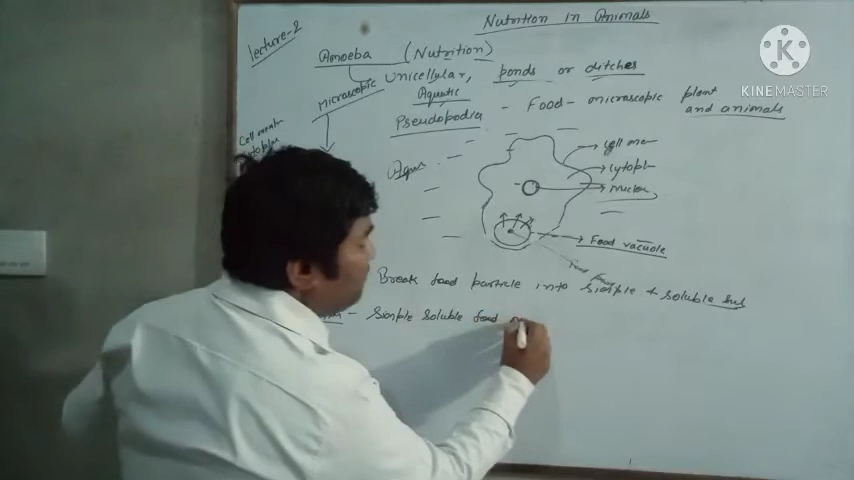 Nutrition in Animals
lecture-2
Amoeba (Nutrition)
Unicellular, ponds or ditches
Microscopic
Aquatic
Pseudopodia - Food - microscopic plant and animals
Cell mem
cytopl
nucleu
Food vacuole
Break food particle into simple + soluble sub
- Simple soluble food
K
KINEMASTER